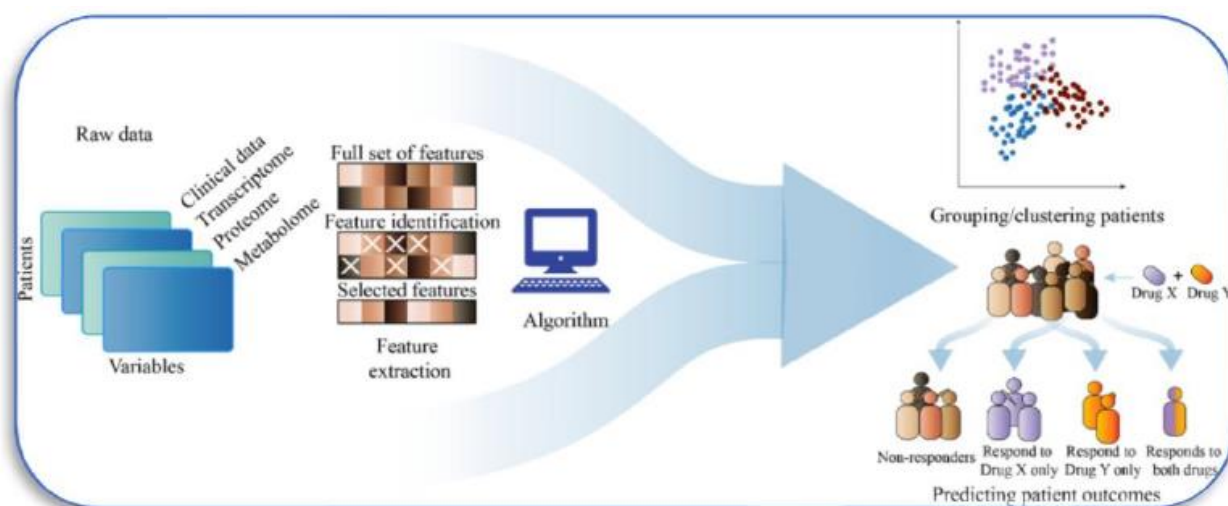 Raw data
Clinical data
Transcriptome
Proteome
Metabolome
Patients
Variables
Full set of features
Feature identification
Selected features
Feature
extraction
Algorithm
Grouping/clustering patients
Drug X + Drug Y
Non-responders
Respond to
Drug X only
Respond to
Drug Y only
Responds to
both drugs
Predicting patient outcomes